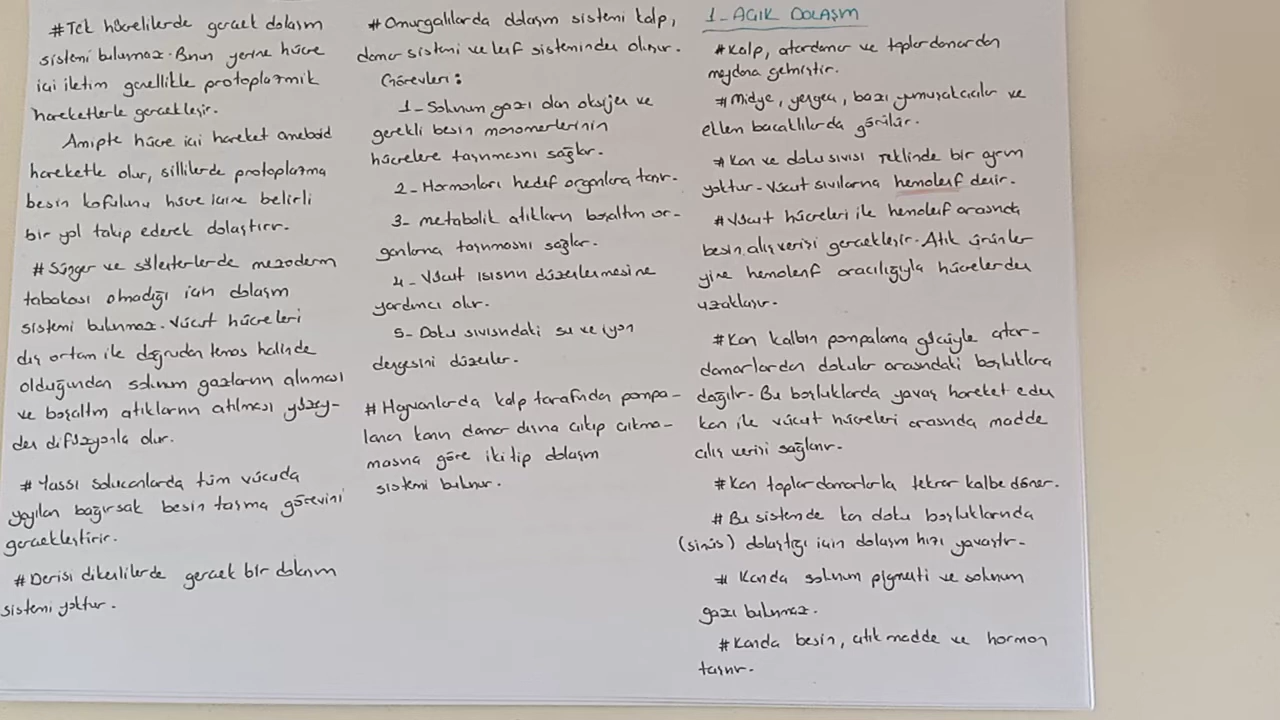 # Tek hücrelilerde gerçek dolaşım
sistemi bulunmaz. Bunun yerine hücre
içi iletim genellikle protoplazmik
hareketlerle gerçekleşir.
Amipte hücre içi hareket ameboid
hareketle olur, sillilerde protoplazma
besin kofulunu hücre içine belirli
bir yol takip ederek dolaştırır.
# Sünger ve sölenterlerde mezoderm
tabakası olmadığı için dolaşım
sistemi bulunmaz. Vücut hücreleri
dış ortam ile doğrudan temas halinde
olduğundan solunum gazlarının alınması
ve boşaltım atıklarının atılması yüzey-
den difüzyonla olur.
# Yassı solucanlarda tüm vücuda
yayılan bağırsak besin taşıma görevini
gerçekleştirir.
# Derisi dikenlilerde gerçek bir dolaşım
sistemi yoktur.
# Omurgalılarda dolaşım sistemi kalp,
damar sistemi ve lenf sisteminden oluşur.
Görevleri:
1- Solunum gazı olan oksijen ve
gerekli besin monomerlerinin
hücrelere taşınmasını sağlar.
2- Hormonları hedef organlara taşır.
3- metabolik atıkların boşaltım or-
ganlarına taşınmasını sağlar.
4- Vücut ısısının düzenlenmesine
yardımcı olur.
5- Doku sıvısındaki su ve iyon
dengesini düzenler.
# Hayvanlarda kalp tarafından pompa-
lanan kanın damar dışına çıkıp çıkma-
masına göre iki tip dolaşım
sistemi bulunur.
1- AÇIK DOLAŞIM
# Kalp, atardamar ve toplardamardan
meydana gelmiştir.
# Midye, yengeç, bazı yumuşakçalar ve
eklem bacaklılarda görülür.
# Kan ve doku sıvısı şeklinde bir ayrım
yoktur. Vücut sıvılarına hemolenf denir.
# Vücut hücreleri ile hemolenf arasında
besin alış verişi gerçekleşir. Atık ürünler
yine hemolenf aracılığıyla hücrelerden
uzaklaşır.
# Kan kalbin pompalama gücüyle atar-
damarlardan dokular arasındaki boşluklara
dağılır. Bu boşluklarda yavaş hareket eden
kan ile vücut hücreleri arasında madde
alış verişi sağlanır.
# Kan toplardamarlarla tekrar kalbe döner.
# Bu sistemde kan doku boşluklarında
(sinüs) dolaştığı için dolaşım hızı yavaştır.
# Kanda solunum pigmenti ve solunum
gazı bulunmaz.
# Kanda besin, atık madde ve hormon
taşınır.